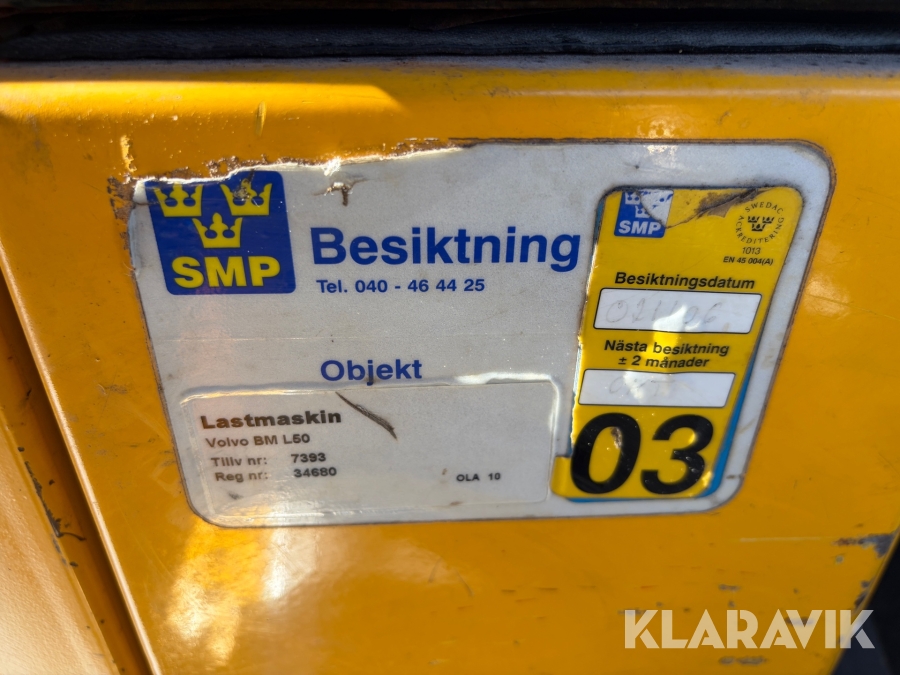 SMP
Besiktning
Tel. 040 - 46 44 25
Objekt
Lastmaskin
Volvo BM L50
Tillv nr: 7393
Reg nr: 34680
OLA 10
SMP
SWEDAC
ACKREDITERING
1013
EN 45 004(A)
Besiktningsdatum
Nästa besiktning
± 2 månader
03
KLARAVIK